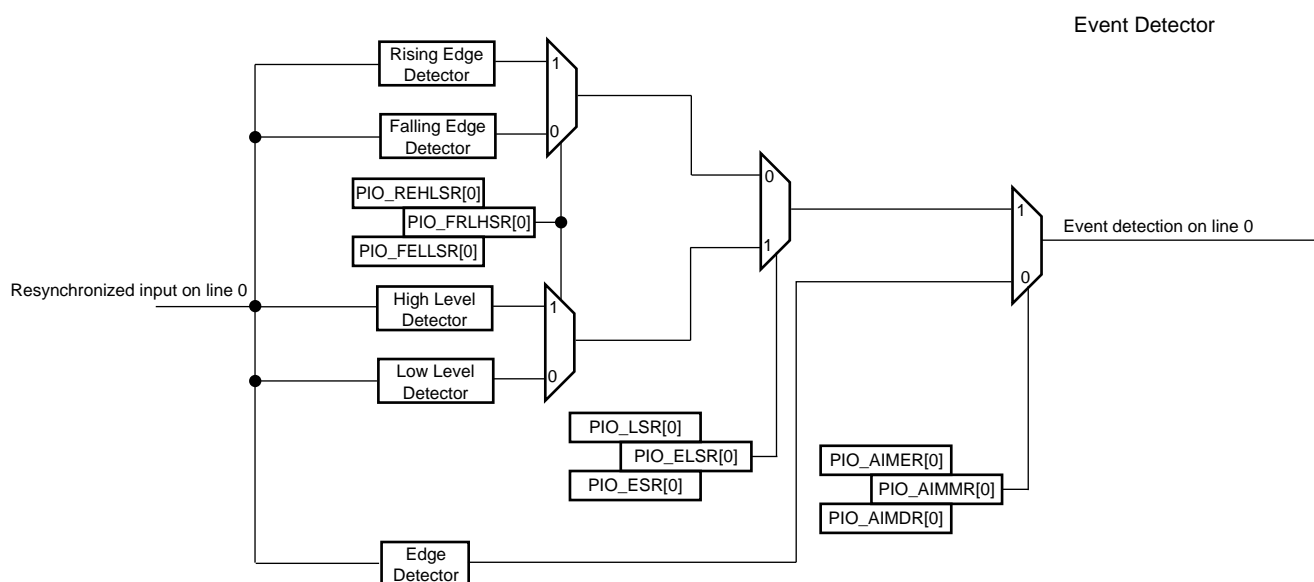 Event Detector
Rising Edge
Detector
1
Falling Edge
Detector
0
PIO_REHLSR[0]
PIO_FRLHSR[0]
PIO_FELLSR[0]
0
1
1
Event detection on line 0
0
Resynchronized input on line 0
High Level
Detector
1
Low Level
Detector
0
PIO_LSR[0]
PIO_ELSR[0]
PIO_ESR[0]
PIO_AIMER[0]
PIO_AIMMR[0]
PIO_AIMDR[0]
Edge
Detector